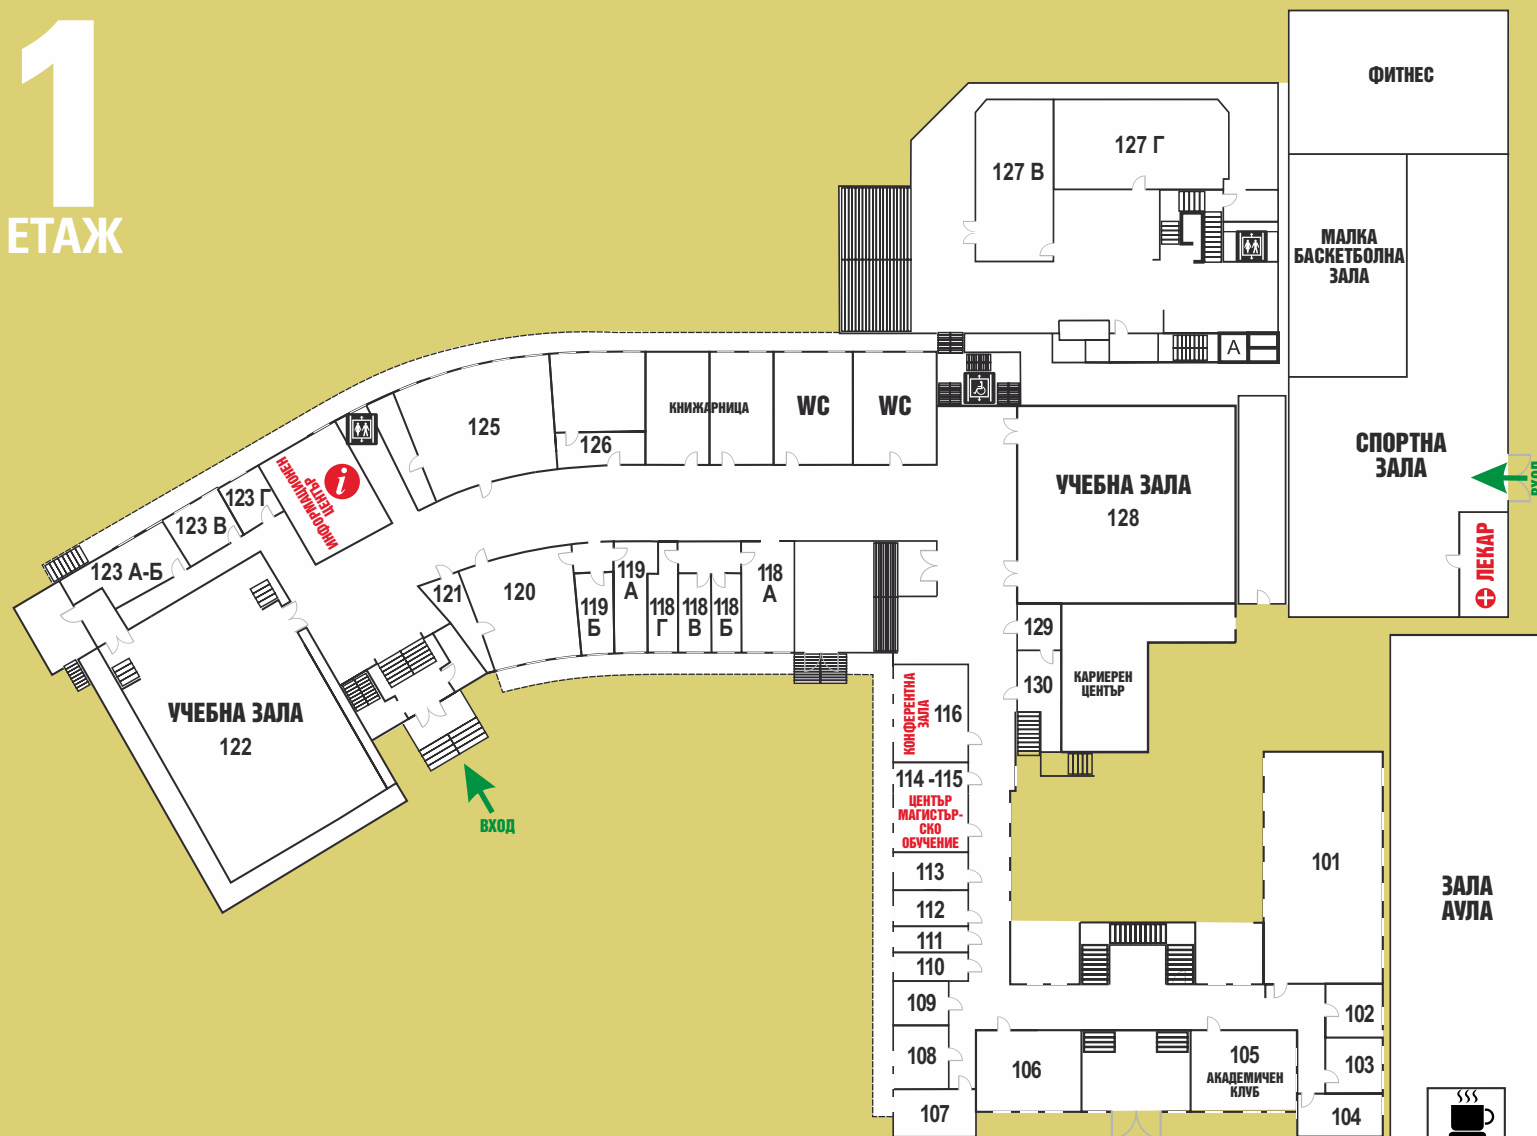 1
ЕТАЖ
ФИТНЕС
127 Г
127 В
МАЛКА
БАСКЕТБОЛНА
ЗАЛА
А
125
126
КНИЖАРНИЦА
WC
WC
СПОРТНА
ЗАЛА
ВХОД
УЧЕБНА ЗАЛА
128
i
ИНФОРМАЦИОНЕН
ЦЕНТЪР
123 Г
123 В
123 А-Б
ЛЕКАР
121
120
119
Б
119
А
118
Г
118
В
118
Б
118
А
129
130
КАРИЕРЕН
ЦЕНТЪР
УЧЕБНА ЗАЛА
122
КОНФЕРЕНТНА
ЗАЛА
116
114 -115
ЦЕНТЪР
МАГИСТЪР-
СКО
ОБУЧЕНИЕ
ВХОД
113
112
111
110
109
108
107
106
105
АКАДЕМИЧЕН
КЛУБ
101
102
103
104
ЗАЛА
АУЛА